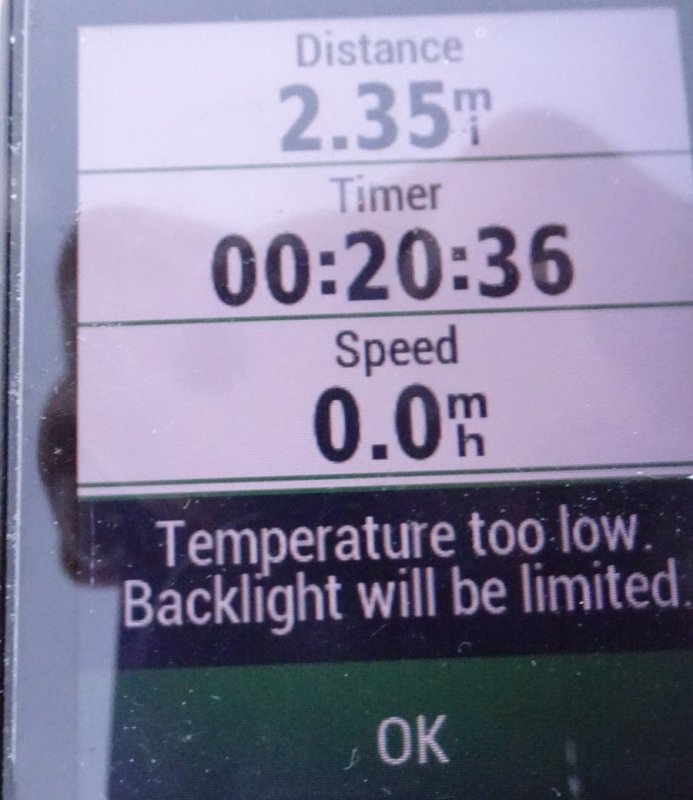 Distance
2.35 mi
Timer
00:20:36
Speed
0.0 mh
Temperature too low.
Backlight will be limited.
OK